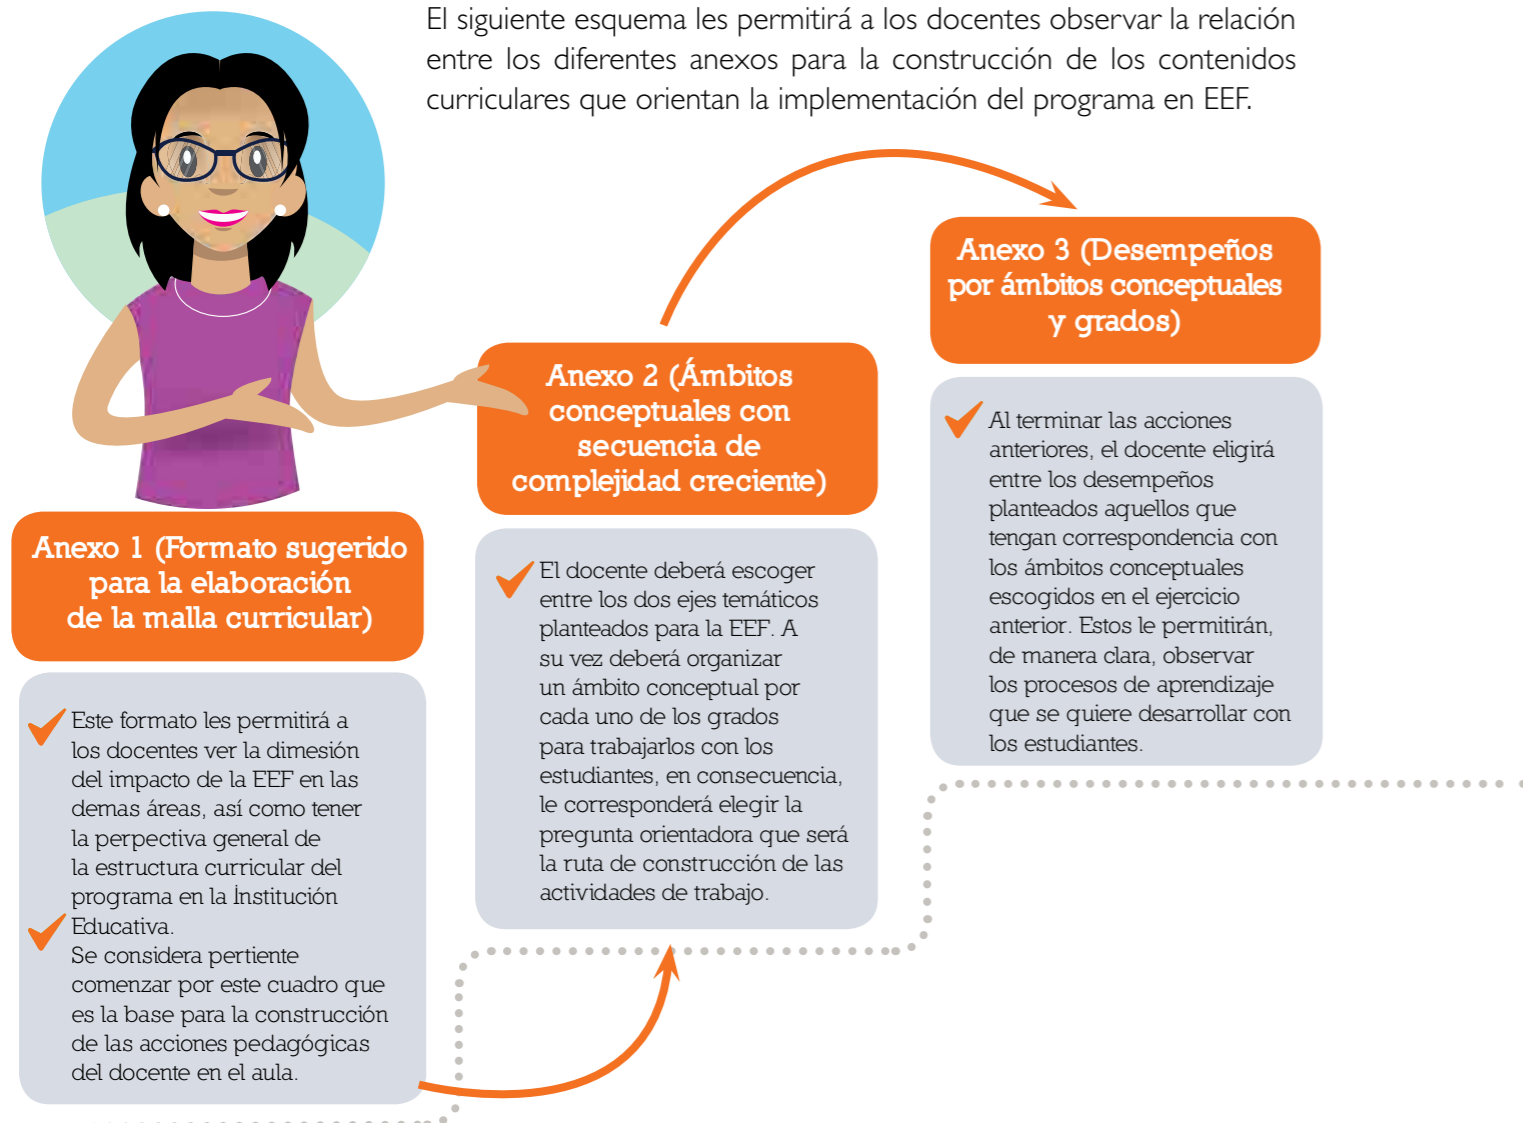 El siguiente esquema les permitirá a los docentes observar la relación
entre los diferentes anexos para la construcción de los contenidos
curriculares que orientan la implementación del programa en EEF.
Anexo 1 (Formato sugerido
para la elaboración
de la malla curricular)
Este formato les permitirá a
los docentes ver la dimesión
del impacto de la EEF en las
demas áreas, así como tener
la perpectiva general de
la estructura curricular del
programa en la Institución
Educativa.
Se considera pertiente
comenzar por este cuadro que
es la base para la construcción
de las acciones pedagógicas
del docente en el aula.
Anexo 2 (Ámbitos
conceptuales con
secuencia de
complejidad creciente)
El docente deberá escoger
entre los dos ejes temáticos
planteados para la EEF. A
su vez deberá organizar
un ámbito conceptual por
cada uno de los grados
para trabajarlos con los
estudiantes, en consecuencia,
le corresponderá elegir la
pregunta orientadora que será
la ruta de construcción de las
actividades de trabajo.
Anexo 3 (Desempeños
por ámbitos conceptuales
y grados)
Al terminar las acciones
anteriores, el docente eligirá
entre los desempeños
planteados aquellos que
tengan correspondencia con
los ámbitos conceptuales
escogidos en el ejercicio
anterior. Estos le permitirán,
de manera clara, observar
los procesos de aprendizaje
que se quiere desarrollar con
los estudiantes.